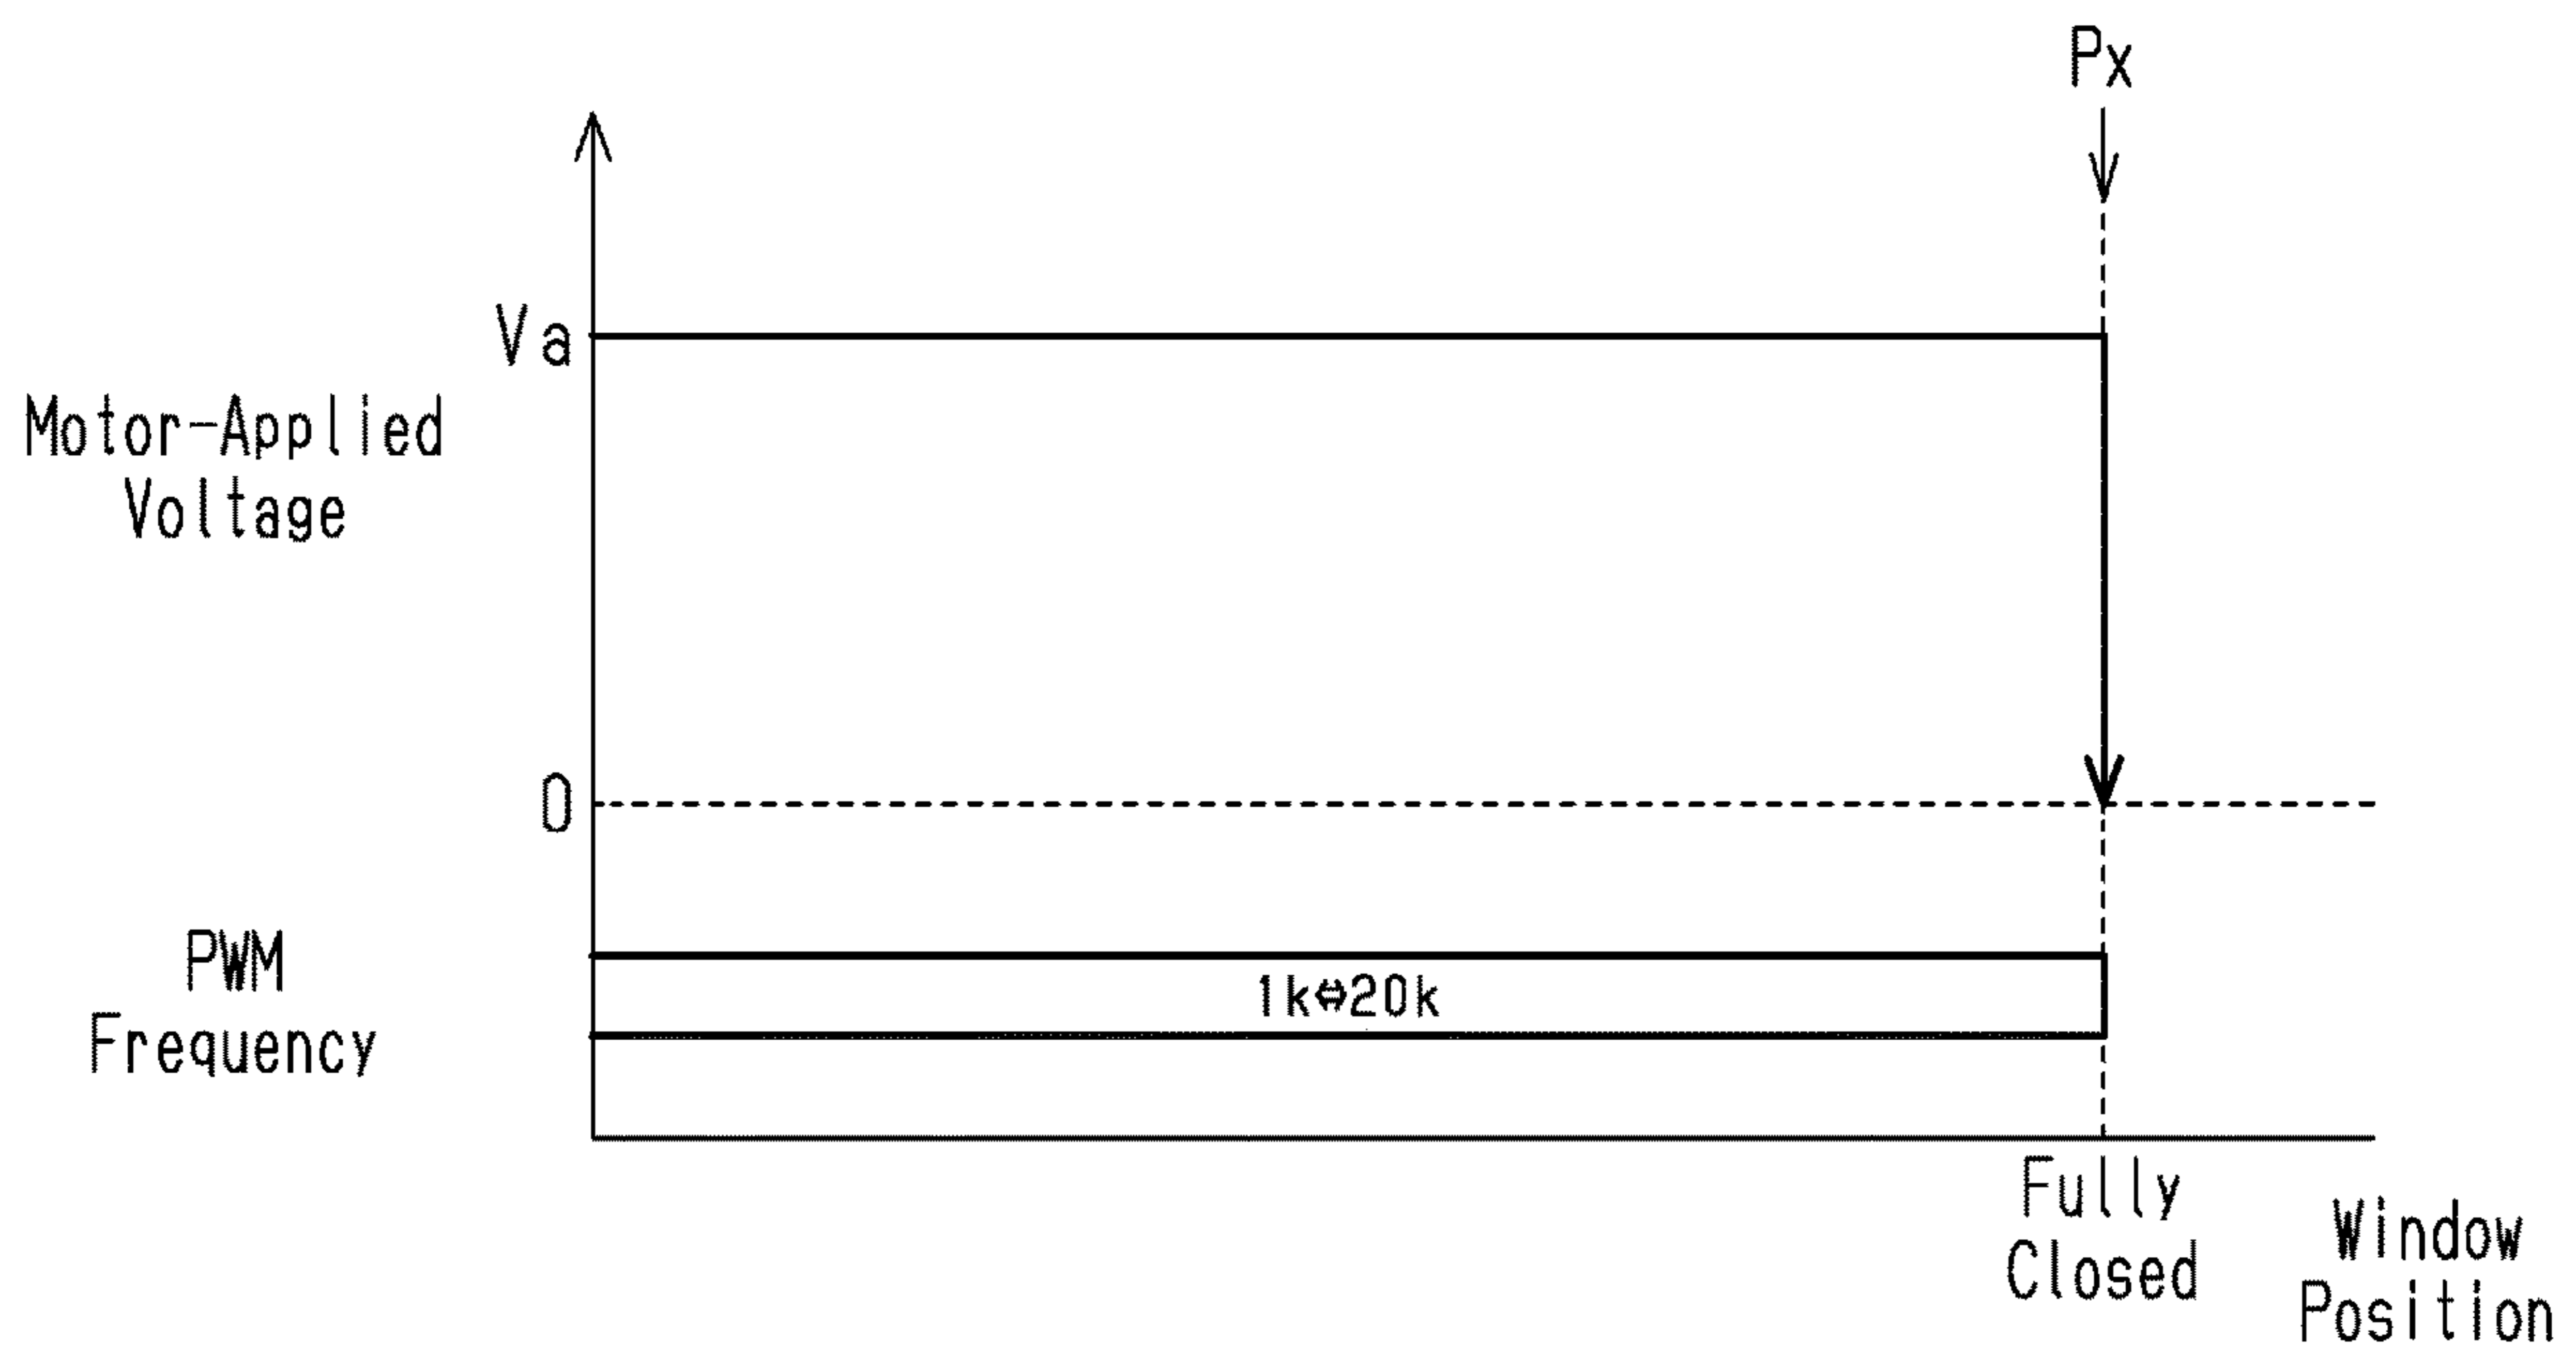 Px
Va
Motor-Applied
Voltage
0
PWM
Frequency
1k⇔20k
Fully
Closed
Window
Position